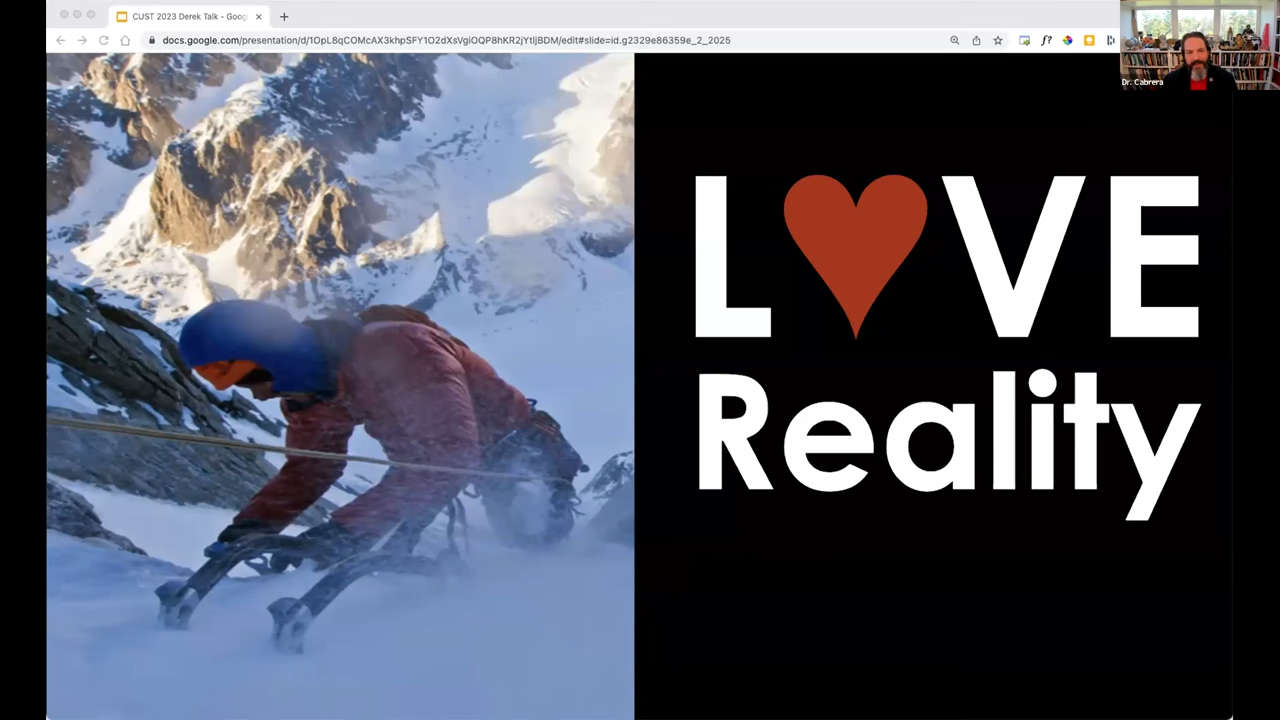 CUST 2023 Derek Talk - Goog
docs.google.com/presentation/d/1OpL8qCOMcAX3khpSFY1O2dXsVgiOQP8hKR2jYtljBDM/edit#slide=id.g2329e86359e_2_2025
Dr. Cabrera
L♥VE
Reality